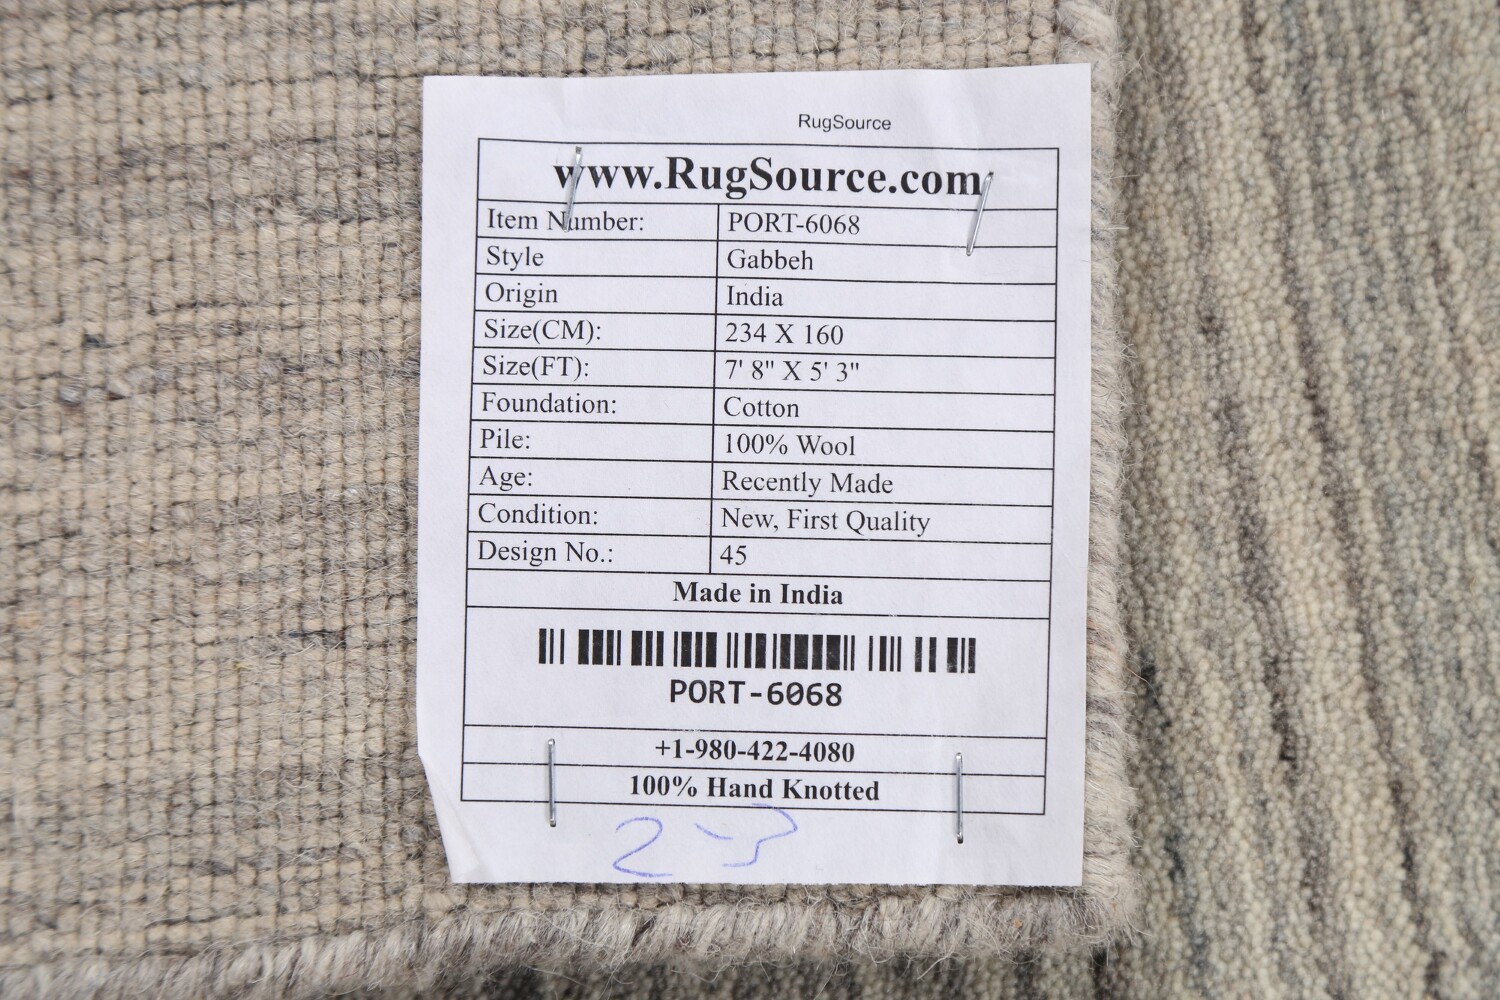 RugSource
www.RugSource.com
Item Number: PORT-6068
Style Gabbeh
Origin India
Size(CM): 234 X 160
Size(FT): 7' 8" X 5' 3"
Foundation: Cotton
Pile: 100% Wool
Age: Recently Made
Condition: New, First Quality
Design No.: 45
Made in India
PORT-6068
+1-980-422-4080
100% Hand Knotted
2-3